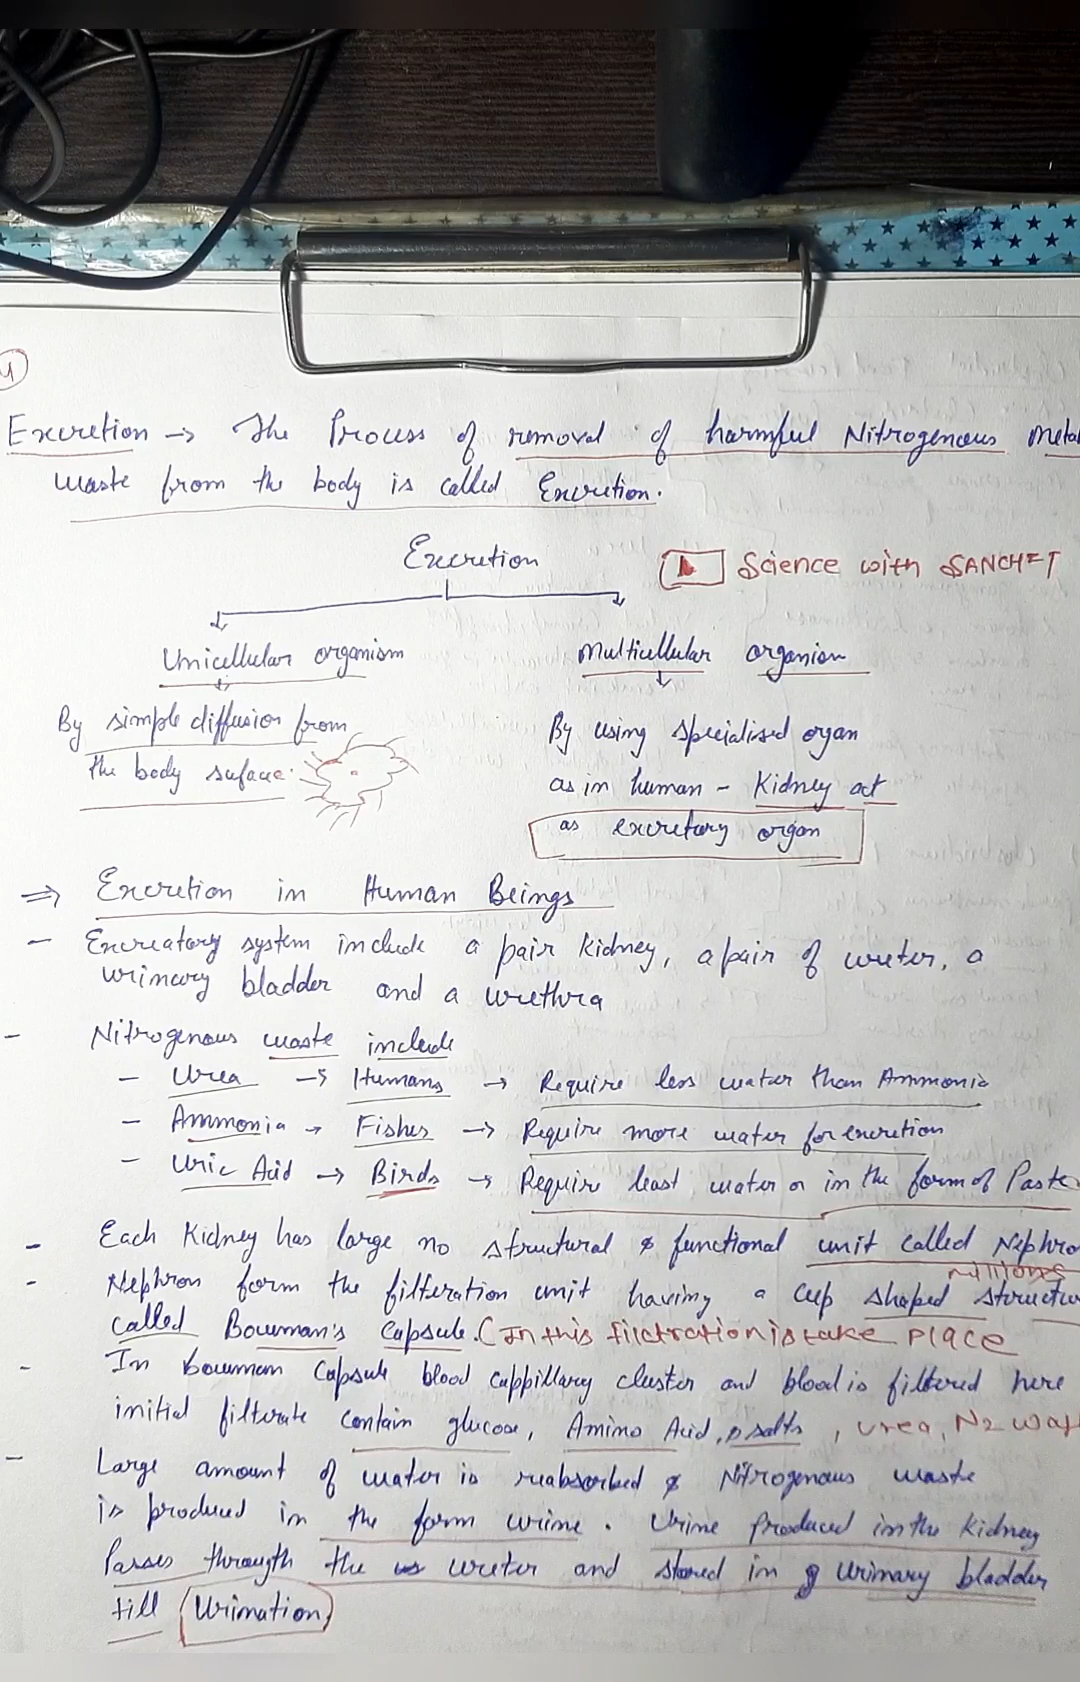 Excretion → The Process of removal of harmful Nitrogenous Metal
waste from the body is called Excretion.
Excretion
Science with SANCHET
Unicellular organism
Multicellular organism
By simple diffusion from
the body suface.
By using specialised organ
as in human - Kidney act
as excretory organ
⇒ Excretion in Human Beings
- Excreatory system include a pair kidney, a pair of ureter, a
urinary bladder and a urethra
- Nitrogenous waste include
- Urea → Humans → Require less water than Ammonia
- Ammonia → Fishes → Require more water for excretion
- Uric Acid → Birds → Require least water or in the form of Paste
- Each Kidney has large no structural & functional unit called Nephro
millions
- Nephron form the filteration unit having a cup shaped structu
called Bowman's capsule. (In this filctration is take place
- In bowman capsule blood cappillary cluster and blood is filtered here
initial filterate contain glucose, Amino Acid, salts, urea, N2 wa
- Large amount of water is reabsorbed & Nitrogenous waste
is produced in the form urine. Urine produced in the kidney
Passes throughth the ureter and stored in urinary bladder
till Urination.